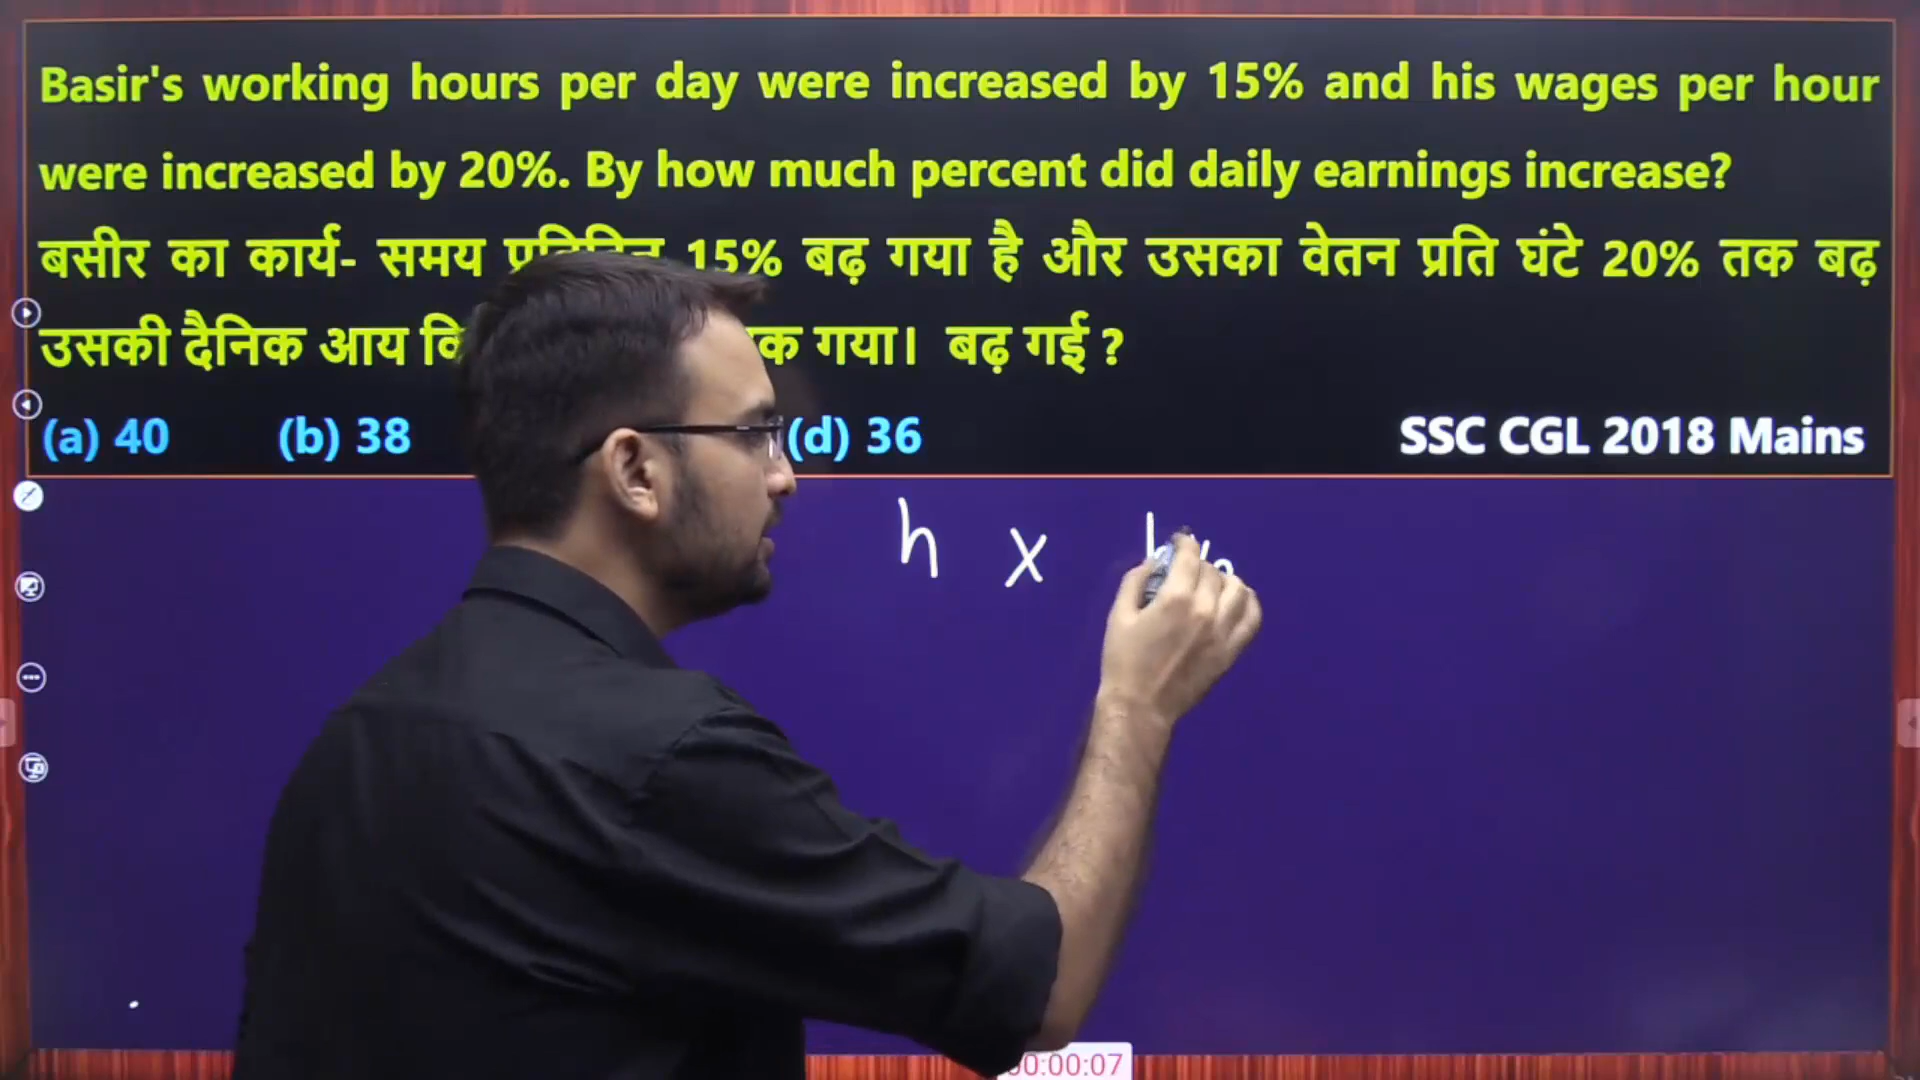 Basir's working hours per day were increased by 15% and his wages per hour
were increased by 20%. By how much percent did daily earnings increase?
बसीर का कार्य- समय 15% बढ़ गया है और उसका वेतन प्रति घंटे 20% तक बढ़
उसकी दैनिक आय क गया। बढ़ गई ?
(a) 40 (b) 38 (d) 36 SSC CGL 2018 Mains
h x
00:00:07